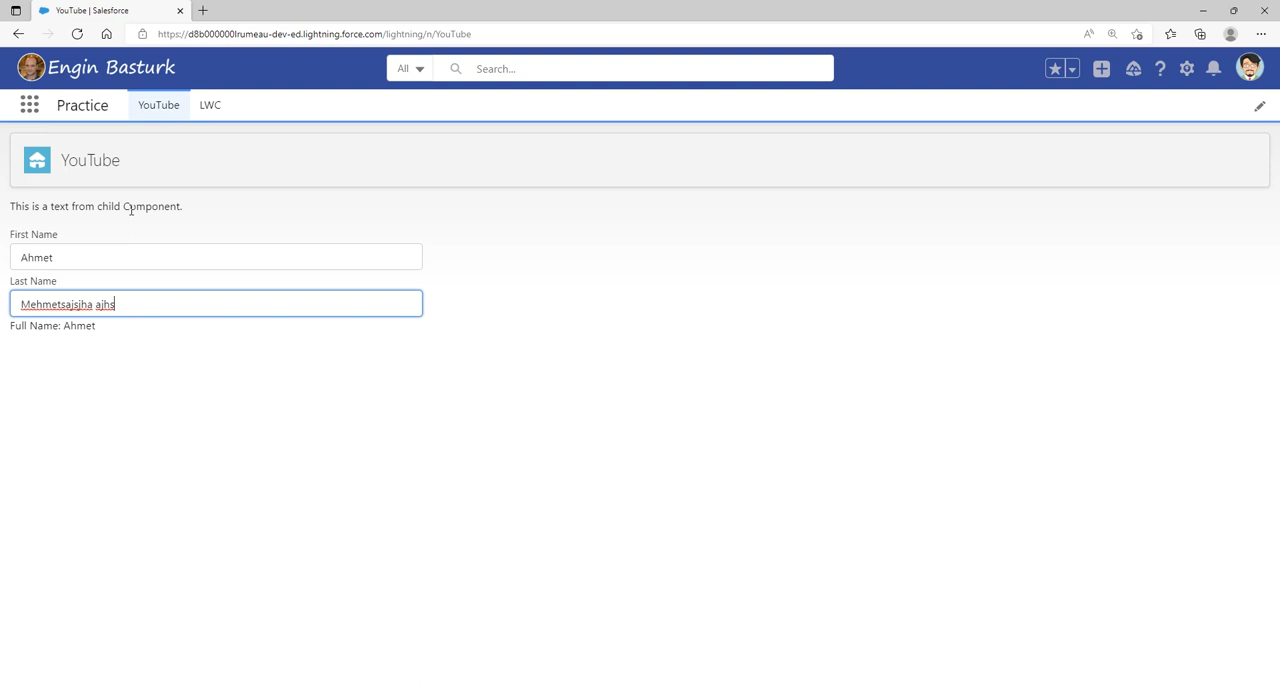 YouTube | Salesforce
https://d8b000000lrumeau-dev-ed.lightning.force.com/lightning/n/YouTube
Engin Basturk
All
Search...
Practice
YouTube
LWC
YouTube
This is a text from child Component.
First Name
Ahmet
Last Name
Mehmetsajsjha ajhs
Full Name: Ahmet